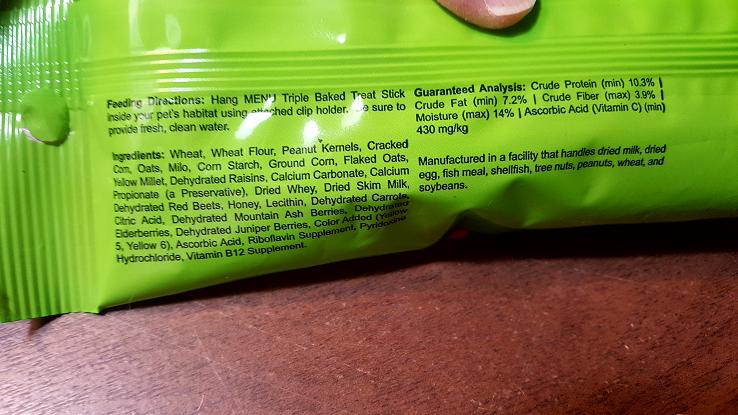 Feeding Directions: Hang MENU Triple Baked Treat Stick
inside your pet's habitat using attached clip holder. Be sure to
provide fresh, clean water.
Ingredients: Wheat, Wheat Flour, Peanut Kernels, Cracked
Corn, Oats, Milo, Corn Starch, Ground Corn, Flaked Oats,
Yellow Millet, Dehydrated Raisins, Calcium Carbonate, Calcium
Propionate (a Preservative), Dried Whey, Dried Skim Milk,
Dehydrated Red Beets, Honey, Lecithin, Dehydrated Carrots,
Citric Acid, Dehydrated Mountain Ash Berries, Dehydrated
Elderberries, Dehydrated Juniper Berries, Color Added (Yellow
5, Yellow 6), Ascorbic Acid, Riboflavin Supplement, Pyridoxine
Hydrochloride, Vitamin B12 Supplement.
Guaranteed Analysis: Crude Protein (min) 10.3% |
Crude Fat (min) 7.2% | Crude Fiber (max) 3.9% |
Moisture (max) 14% | Ascorbic Acid (Vitamin C) (min)
430 mg/kg
Manufactured in a facility that handles dried milk, dried
egg, fish meal, shellfish, tree nuts, peanuts, wheat, and
soybeans.